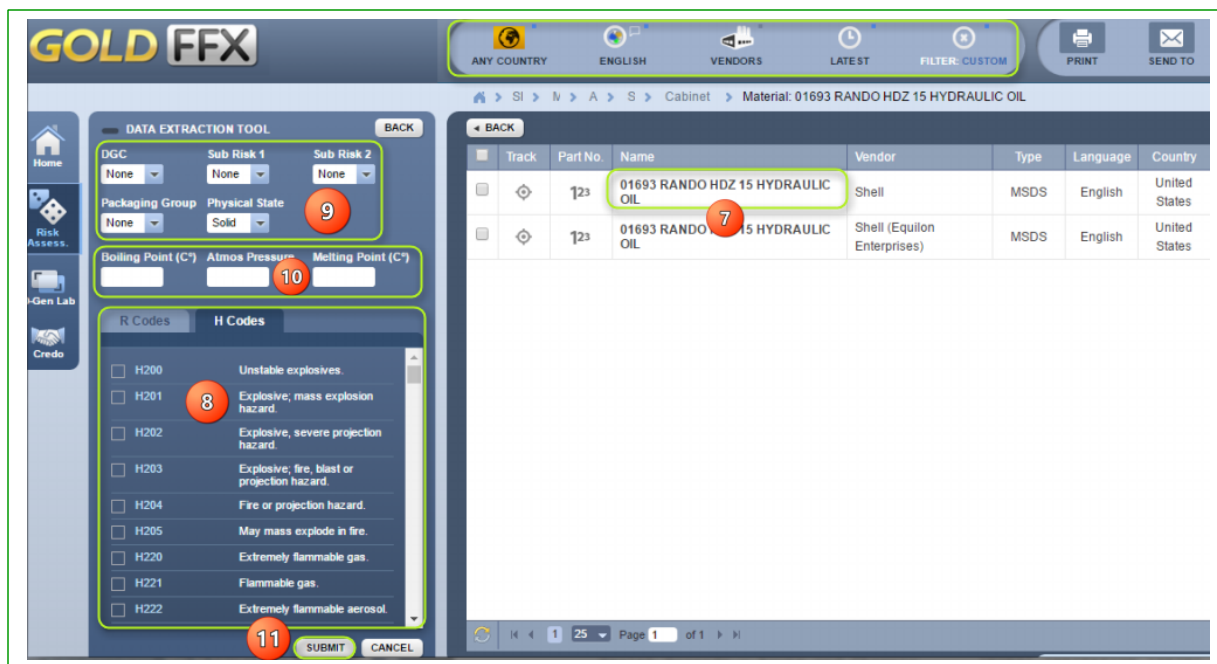 GOLD FFX
ANY COUNTRY ENGLISH VENDORS LATEST FILTER: CUSTOM PRINT SEND TO
SI > > A > S > Cabinet > Material: 01693 RANDO HDZ 15 HYDRAULIC OIL
Home
Risk
Assess.
-Gen Lab
Credo
DATA EXTRACTION TOOL BACK
DGC Sub Risk 1 Sub Risk 2
None None None
Packaging Group Physical State
None Solid
9
Boiling Point (C°) Atmos Pressure Melting Point (C°)
10
R Codes H Codes
H200 Unstable explosives.
H201 Explosive; mass explosion
hazard.
8
H202 Explosive, severe projection
hazard.
H203 Explosive; fire, blast or
projection hazard.
H204 Fire or projection hazard.
H205 May mass explode in fire.
H220 Extremely flammable gas.
H221 Flammable gas.
H222 Extremely flammable aerosol.
11 SUBMIT CANCEL
BACK
Track Part No. Name Vendor Type Language Country
123 01693 RANDO HDZ 15 HYDRAULIC
OIL Shell MSDS English United
States
7
123 01693 RANDO 15 HYDRAULIC
OIL Shell (Equilon
Enterprises) MSDS English United
States
1 25 Page 1 of 1